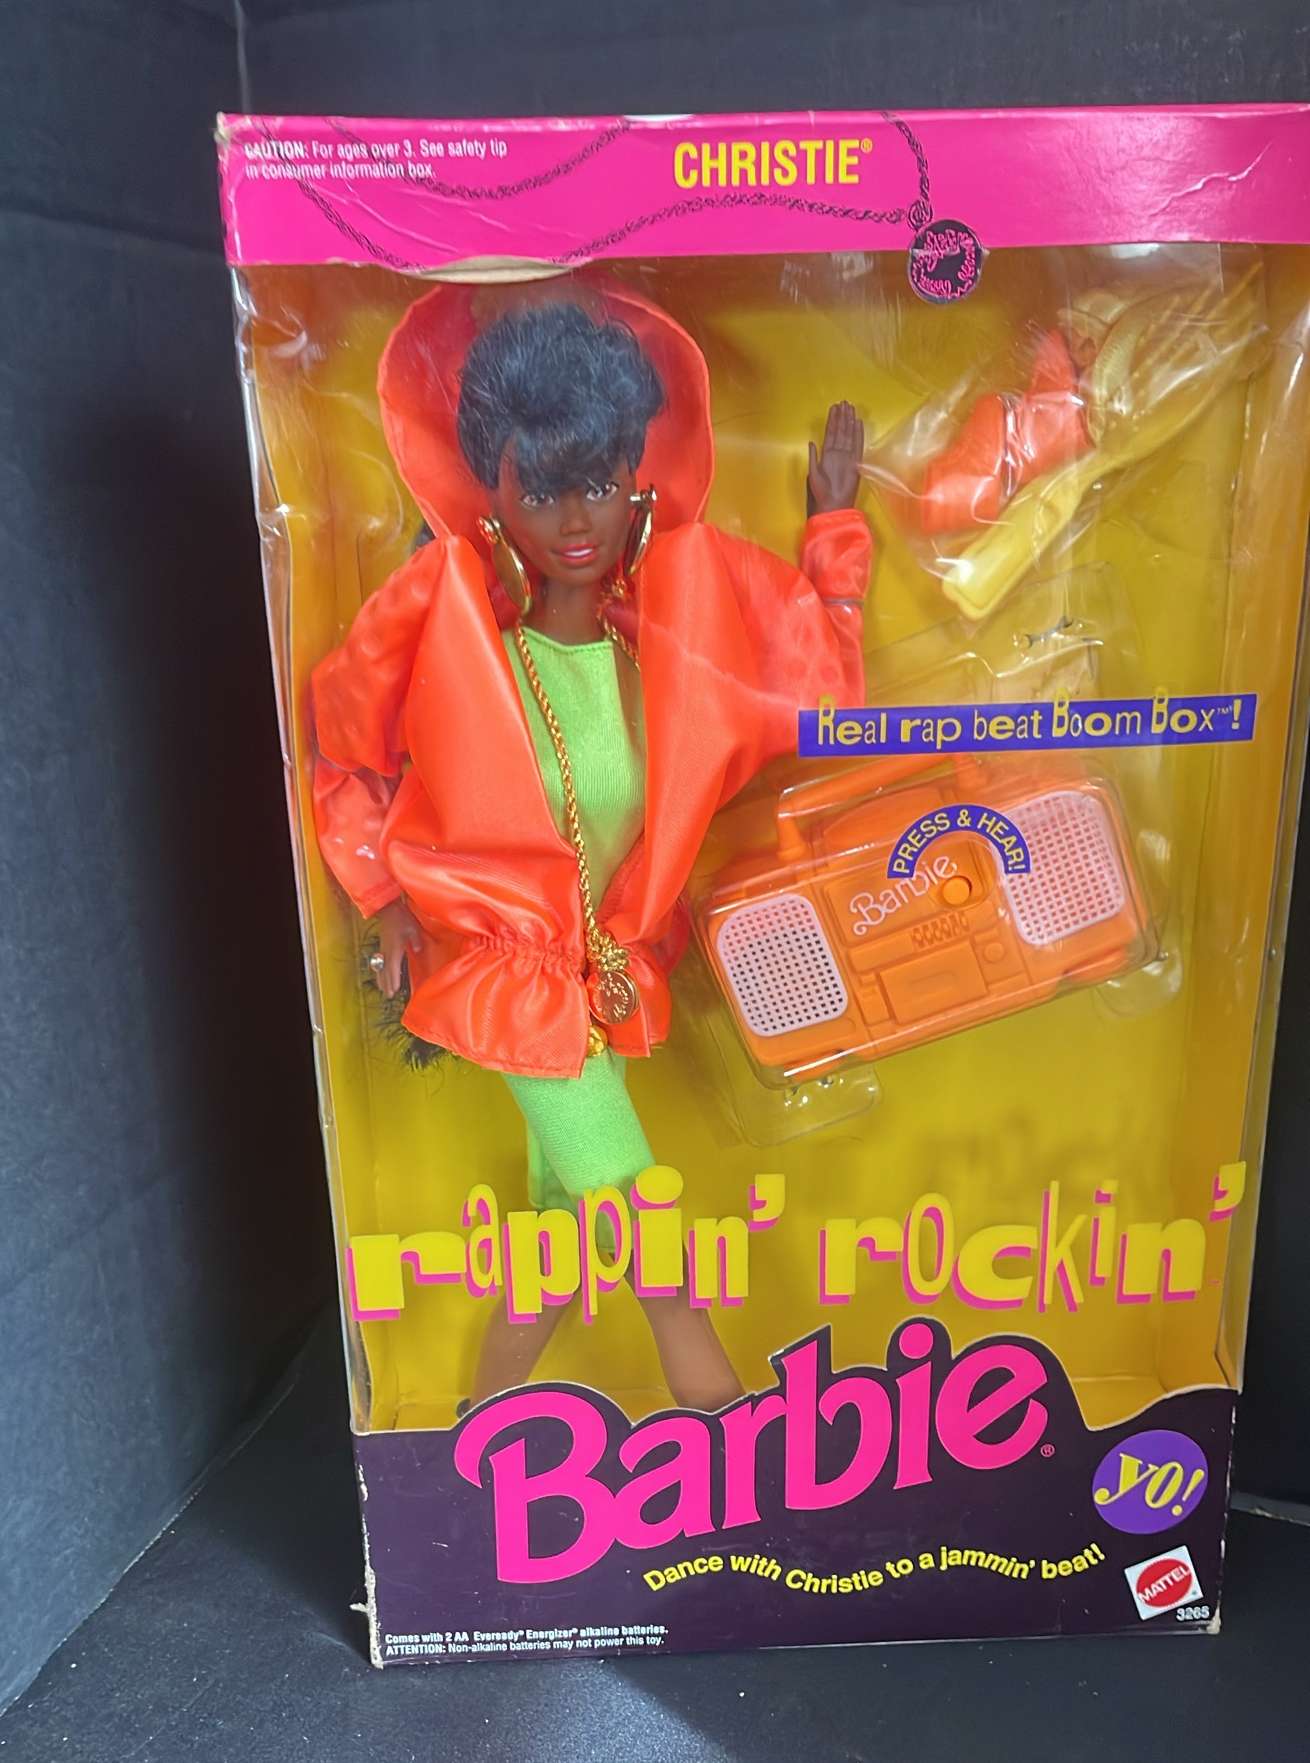 CAUTION: For ages over 3. See safety tip
in consumer information box.
CHRISTIE®
Real rap beat Boom Box™!
PRESS & HEAR!
Barbie
rappin' rockin'
Barbie®
YO!
Dance with Christie to a jammin' beat!
MATTEL
3265
Comes with 2 AA Eveready® Energizer® alkaline batteries.
ATTENTION: Non-alkaline batteries may not power this toy.